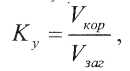 K_у = V_кор / V_заг ,